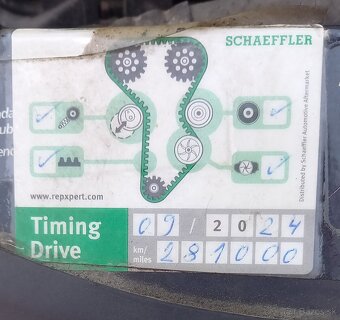 SCHAEFFLER
Distributed by Schaeffler Automotive Aftermarket
www.repxpert.com
Timing Drive
09/2024
km/miles
281000